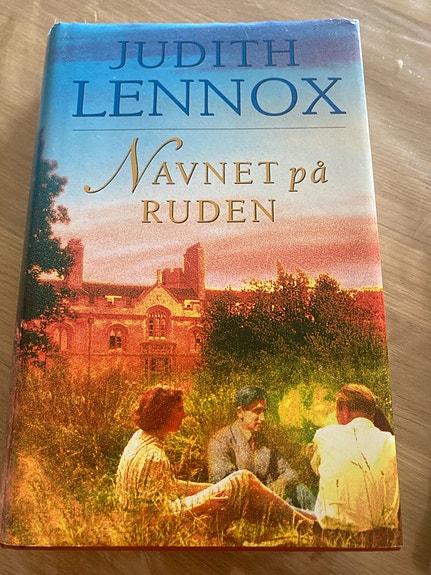 JUDITH
LENNOX
NAVNET på
RUDEN